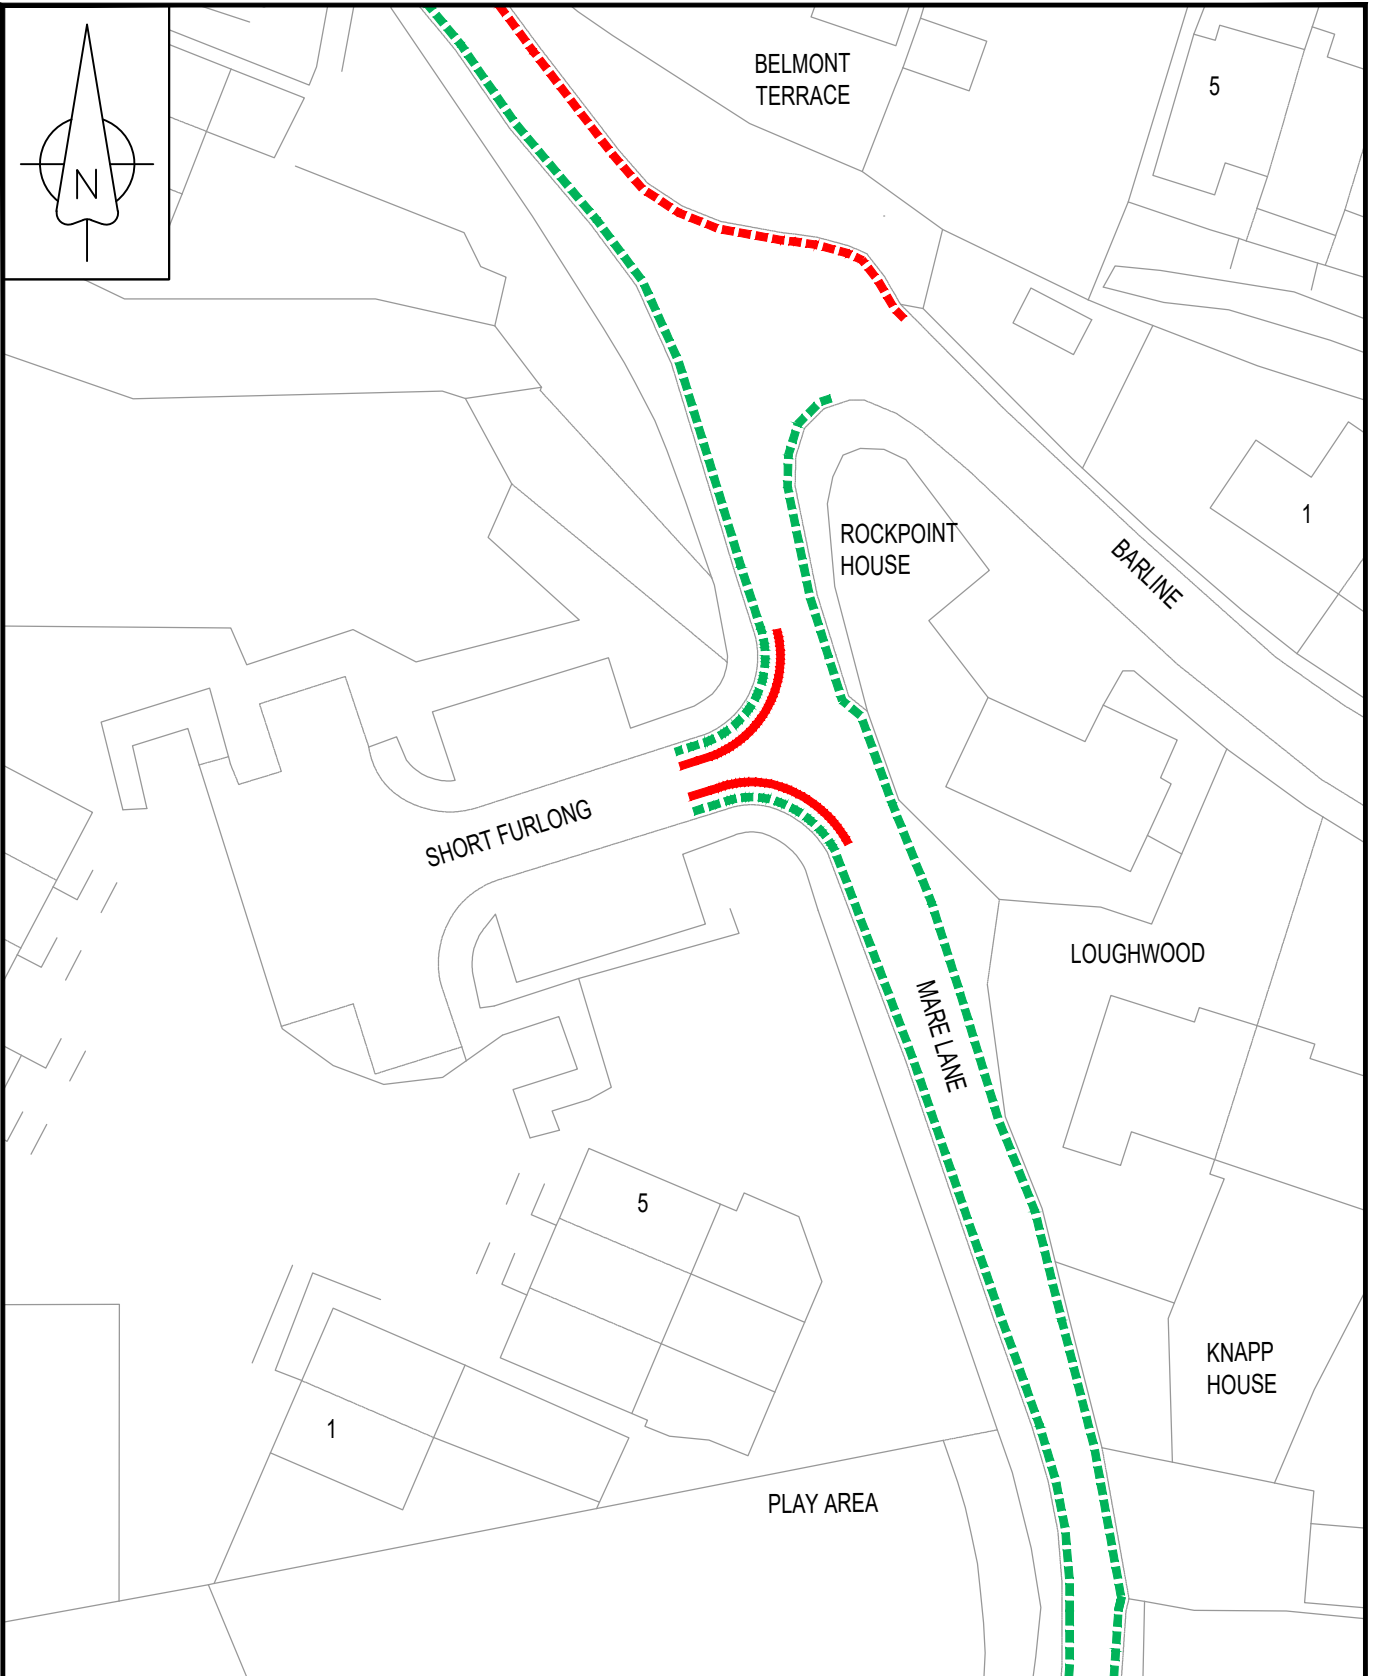 BELMONT
TERRACE
5
N
ROCKPOINT
HOUSE
1
BARLINE
SHORT FURLONG
LOUGHWOOD
MARE LANE
5
KNAPP
HOUSE
1
PLAY AREA